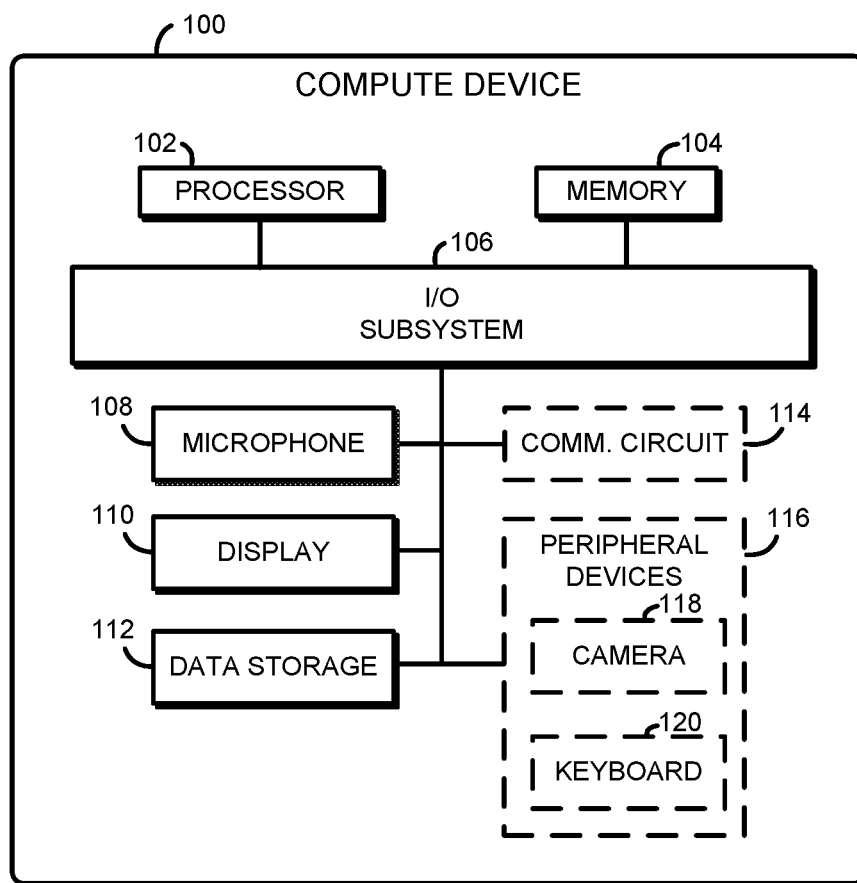 100
COMPUTE DEVICE
102
PROCESSOR
104
MEMORY
106
I/O
SUBSYSTEM
108
MICROPHONE
COMM. CIRCUIT
114
110
DISPLAY
PERIPHERAL
DEVICES
116
118
CAMERA
112
DATA STORAGE
120
KEYBOARD